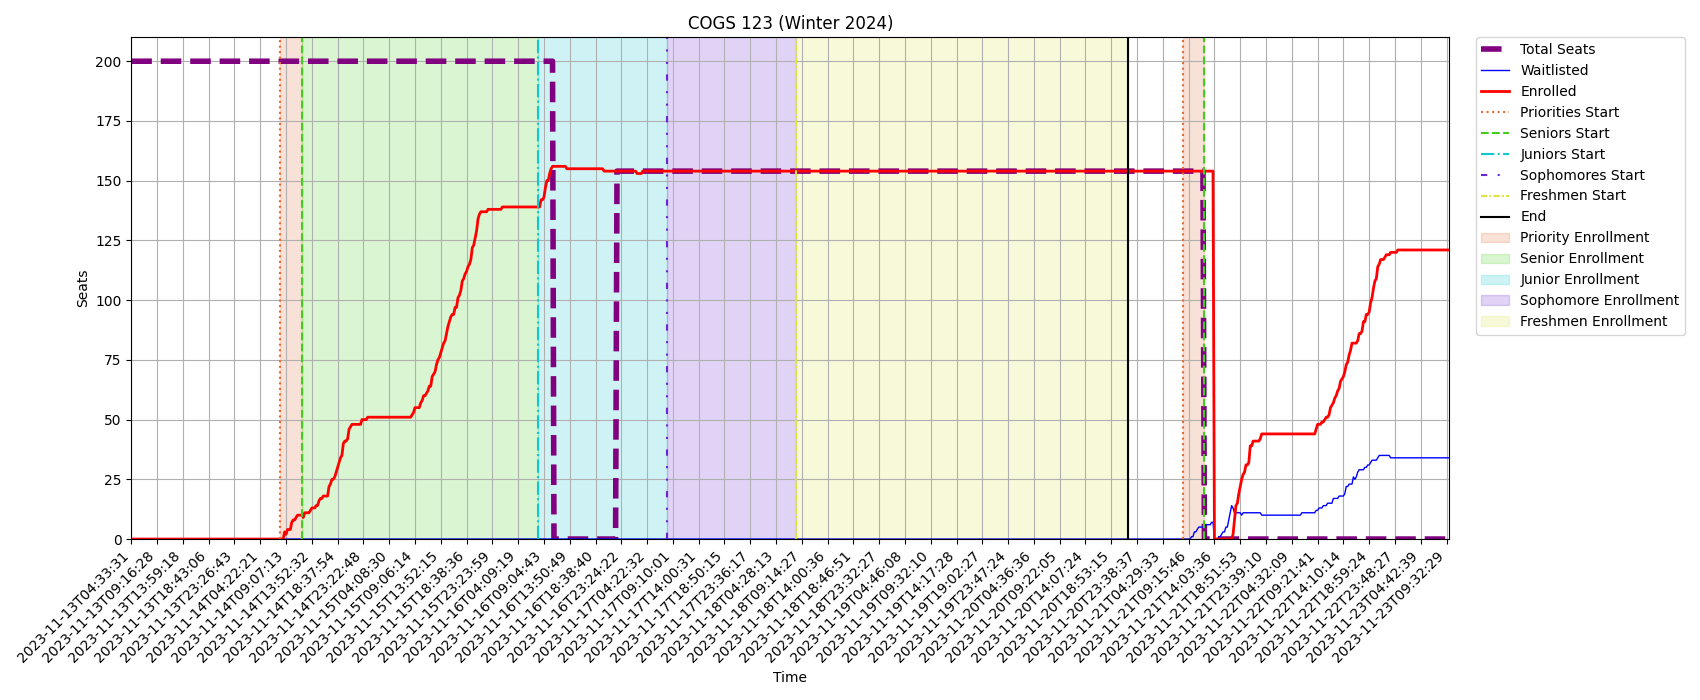 COGS 123 (Winter 2024)
Seats
200
175
150
125
100
75
50
25
0
2023-11-13T04:33:31
2023-11-13T09:16:28
2023-11-13T13:59:18
2023-11-13T18:43:06
2023-11-13T23:26:43
2023-11-14T04:22:21
2023-11-14T09:07:13
2023-11-14T13:52:32
2023-11-14T18:37:54
2023-11-14T23:22:48
2023-11-15T04:08:30
2023-11-15T09:06:14
2023-11-15T13:52:15
2023-11-15T18:38:36
2023-11-15T23:23:59
2023-11-16T04:09:19
2023-11-16T09:04:43
2023-11-16T13:50:49
2023-11-16T18:38:40
2023-11-16T23:24:22
2023-11-17T04:22:32
2023-11-17T09:10:01
2023-11-17T14:00:31
2023-11-17T18:50:15
2023-11-17T23:36:17
2023-11-18T04:28:13
2023-11-18T09:14:27
2023-11-18T14:00:36
2023-11-18T18:46:51
2023-11-18T23:32:27
2023-11-19T04:46:08
2023-11-19T09:32:10
2023-11-19T14:17:28
2023-11-19T19:02:27
2023-11-19T23:47:24
2023-11-20T04:36:36
2023-11-20T09:22:05
2023-11-20T14:07:24
2023-11-20T18:53:15
2023-11-20T23:38:37
2023-11-21T04:29:33
2023-11-21T09:15:46
2023-11-21T14:03:36
2023-11-21T18:51:53
2023-11-21T23:39:10
2023-11-22T04:32:09
2023-11-22T09:21:41
2023-11-22T14:10:14
2023-11-22T18:59:24
2023-11-22T23:48:27
2023-11-23T04:42:39
2023-11-23T09:32:29
Time
Total Seats
Waitlisted
Enrolled
Priorities Start
Seniors Start
Juniors Start
Sophomores Start
Freshmen Start
End
Priority Enrollment
Senior Enrollment
Junior Enrollment
Sophomore Enrollment
Freshmen Enrollment